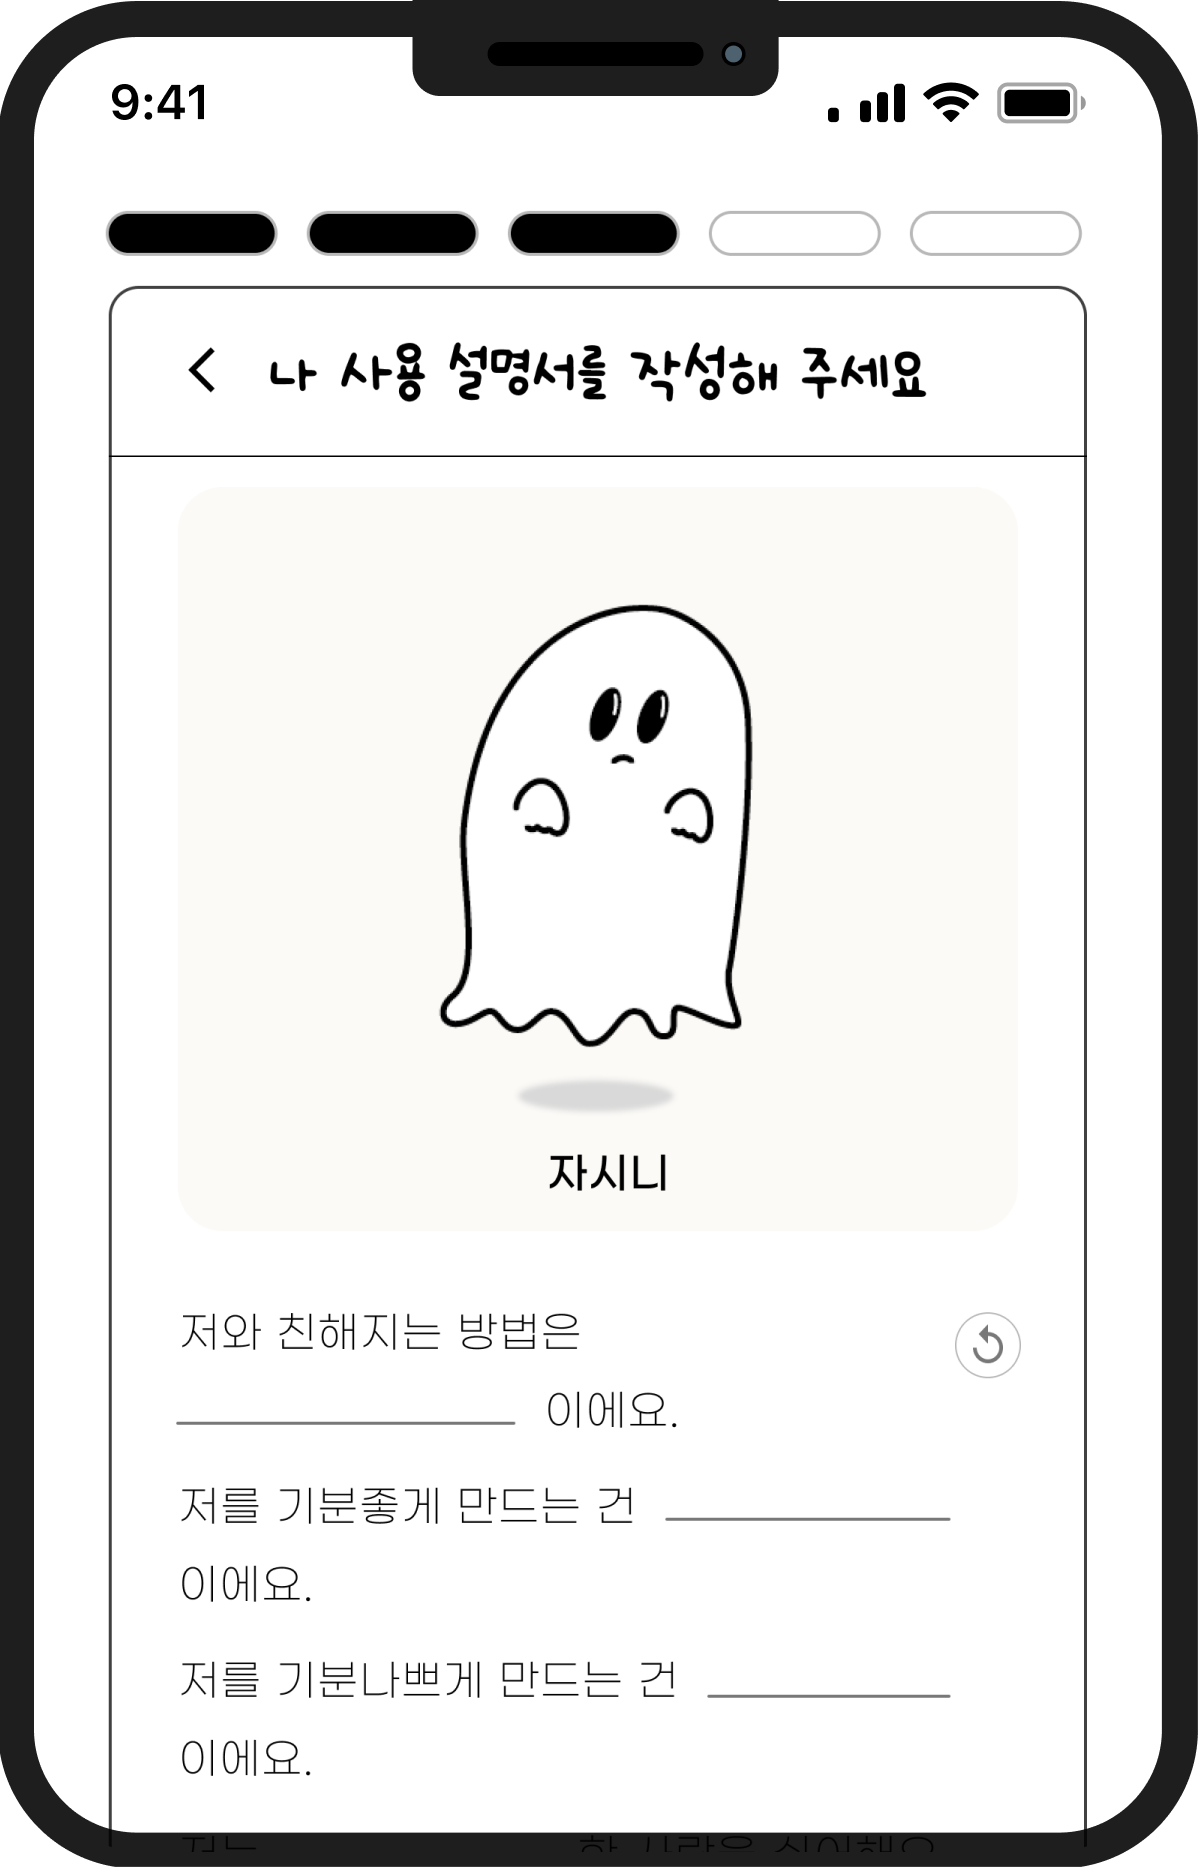 9:41
나 사용 설명서를 작성해 주세요
자시니
저와 친해지는 방법은
이에요.
저를 기분좋게 만드는 건
이에요.
저를 기분나쁘게 만드는 건
이에요.